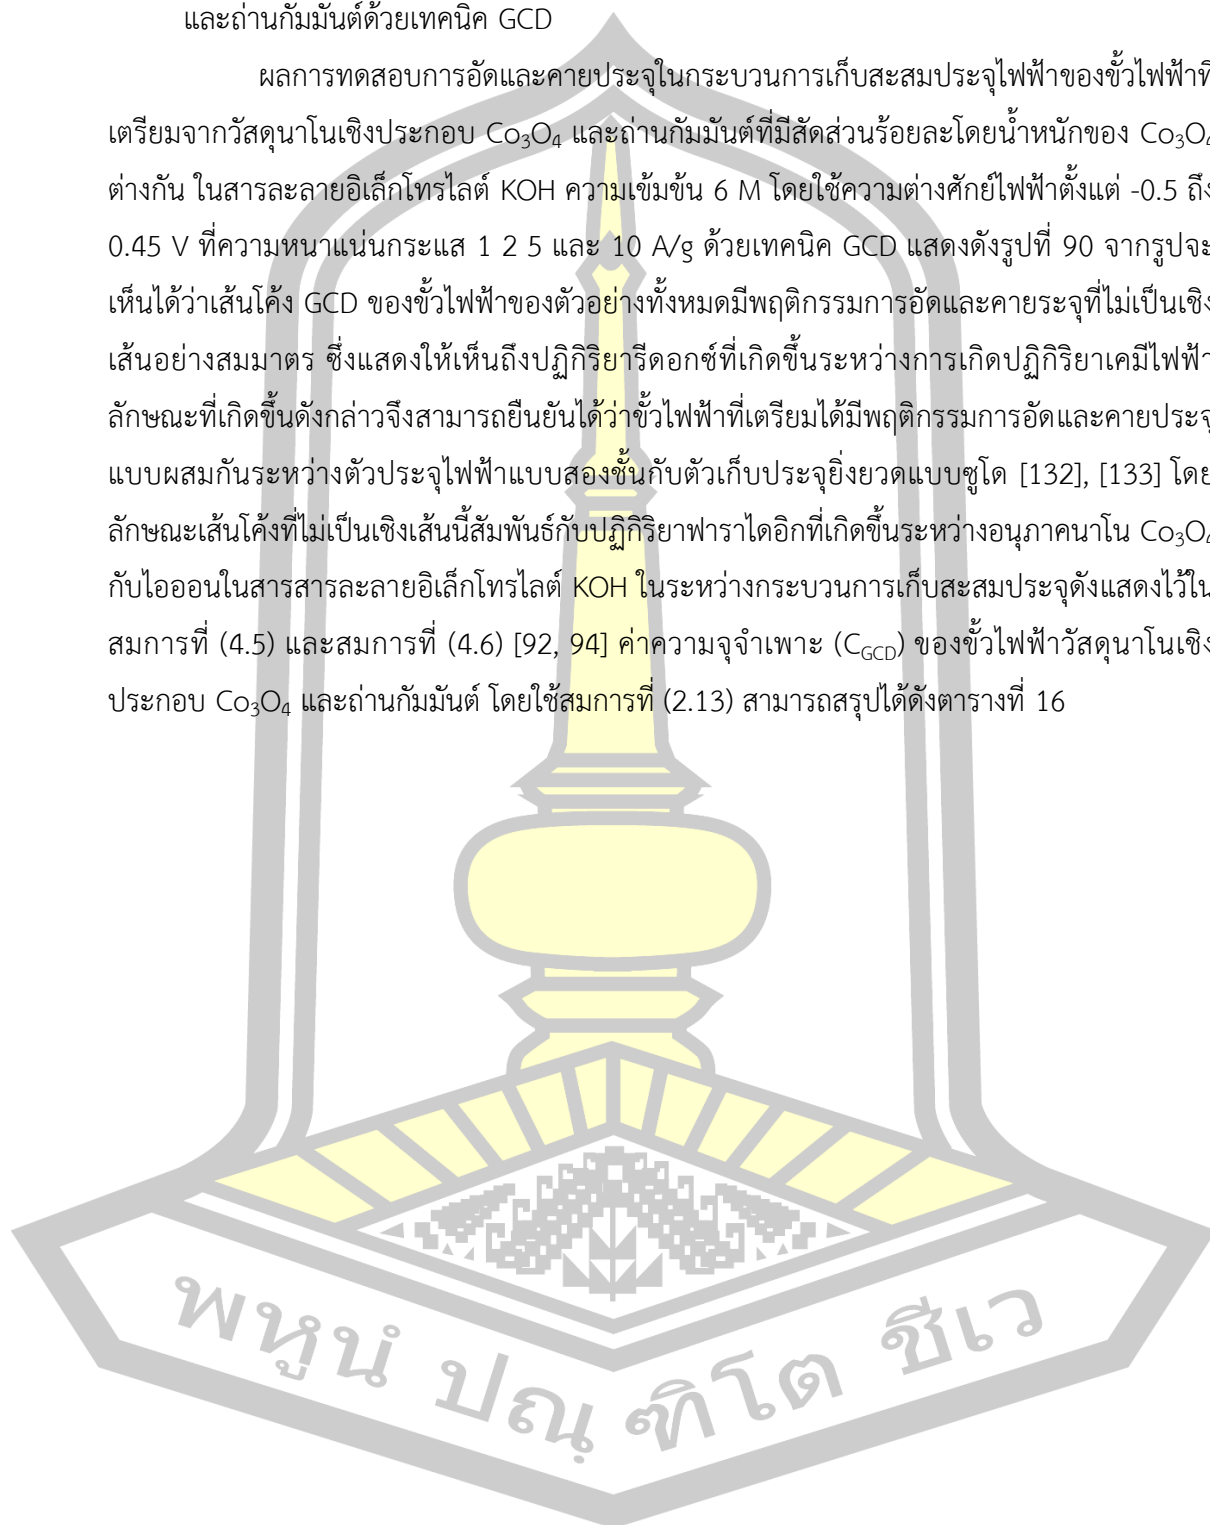 และถ่านกัมมันต์ด้วยเทคนิค GCD
ผลการทดสอบการอัดและคายประจุในกระบวนการเก็บสะสมประจุไฟฟ้าของขั้วไฟฟ้าที่
เตรียมจากวัสดุนาโนเชิงประกอบ Co₃O₄ และถ่านกัมมันต์ที่มีสัดส่วนร้อยละโดยน้ำหนักของ Co₃O₄
ต่างกัน ในสารละลายอิเล็กโทรไลต์ KOH ความเข้มข้น 6 M โดยใช้ความต่างศักย์ไฟฟ้าตั้งแต่ -0.5 ถึง
0.45 V ที่ความหนาแน่นกระแส 1 2 5 และ 10 A/g ด้วยเทคนิค GCD แสดงดังรูปที่ 90 จากรูปจะ
เห็นได้ว่าเส้นโค้ง GCD ของขั้วไฟฟ้าของตัวอย่างทั้งหมดมีพฤติกรรมการอัดและคายระจุที่ไม่เป็นเชิง
เส้นอย่างสมมาตร ซึ่งแสดงให้เห็นถึงปฏิกิริยารีดอกซ์ที่เกิดขึ้นระหว่างการเกิดปฏิกิริยาเคมีไฟฟ้า
ลักษณะที่เกิดขึ้นดังกล่าวจึงสามารถยืนยันได้ว่าขั้วไฟฟ้าที่เตรียมได้มีพฤติกรรมการอัดและคายประจุ
แบบผสมกันระหว่างตัวประจุไฟฟ้าแบบสองชั้นกับตัวเก็บประจุยิ่งยวดแบบซูโด [132], [133] โดย
ลักษณะเส้นโค้งที่ไม่เป็นเชิงเส้นนี้สัมพันธ์กับปฏิกิริยาฟาราไดอิกที่เกิดขึ้นระหว่างอนุภาคนาโน Co₃O₄
กับไอออนในสารสารละลายอิเล็กโทรไลต์ KOH ในระหว่างกระบวนการเก็บสะสมประจุดังแสดงไว้ใน
สมการที่ (4.5) และสมการที่ (4.6) [92, 94] ค่าความจุจำเพาะ (C_GCD) ของขั้วไฟฟ้าวัสดุนาโนเชิง
ประกอบ Co₃O₄ และถ่านกัมมันต์ โดยใช้สมการที่ (2.13) สามารถสรุปได้ดังตารางที่ 16
พหูนํ ปณฺฑิโต ชีเว